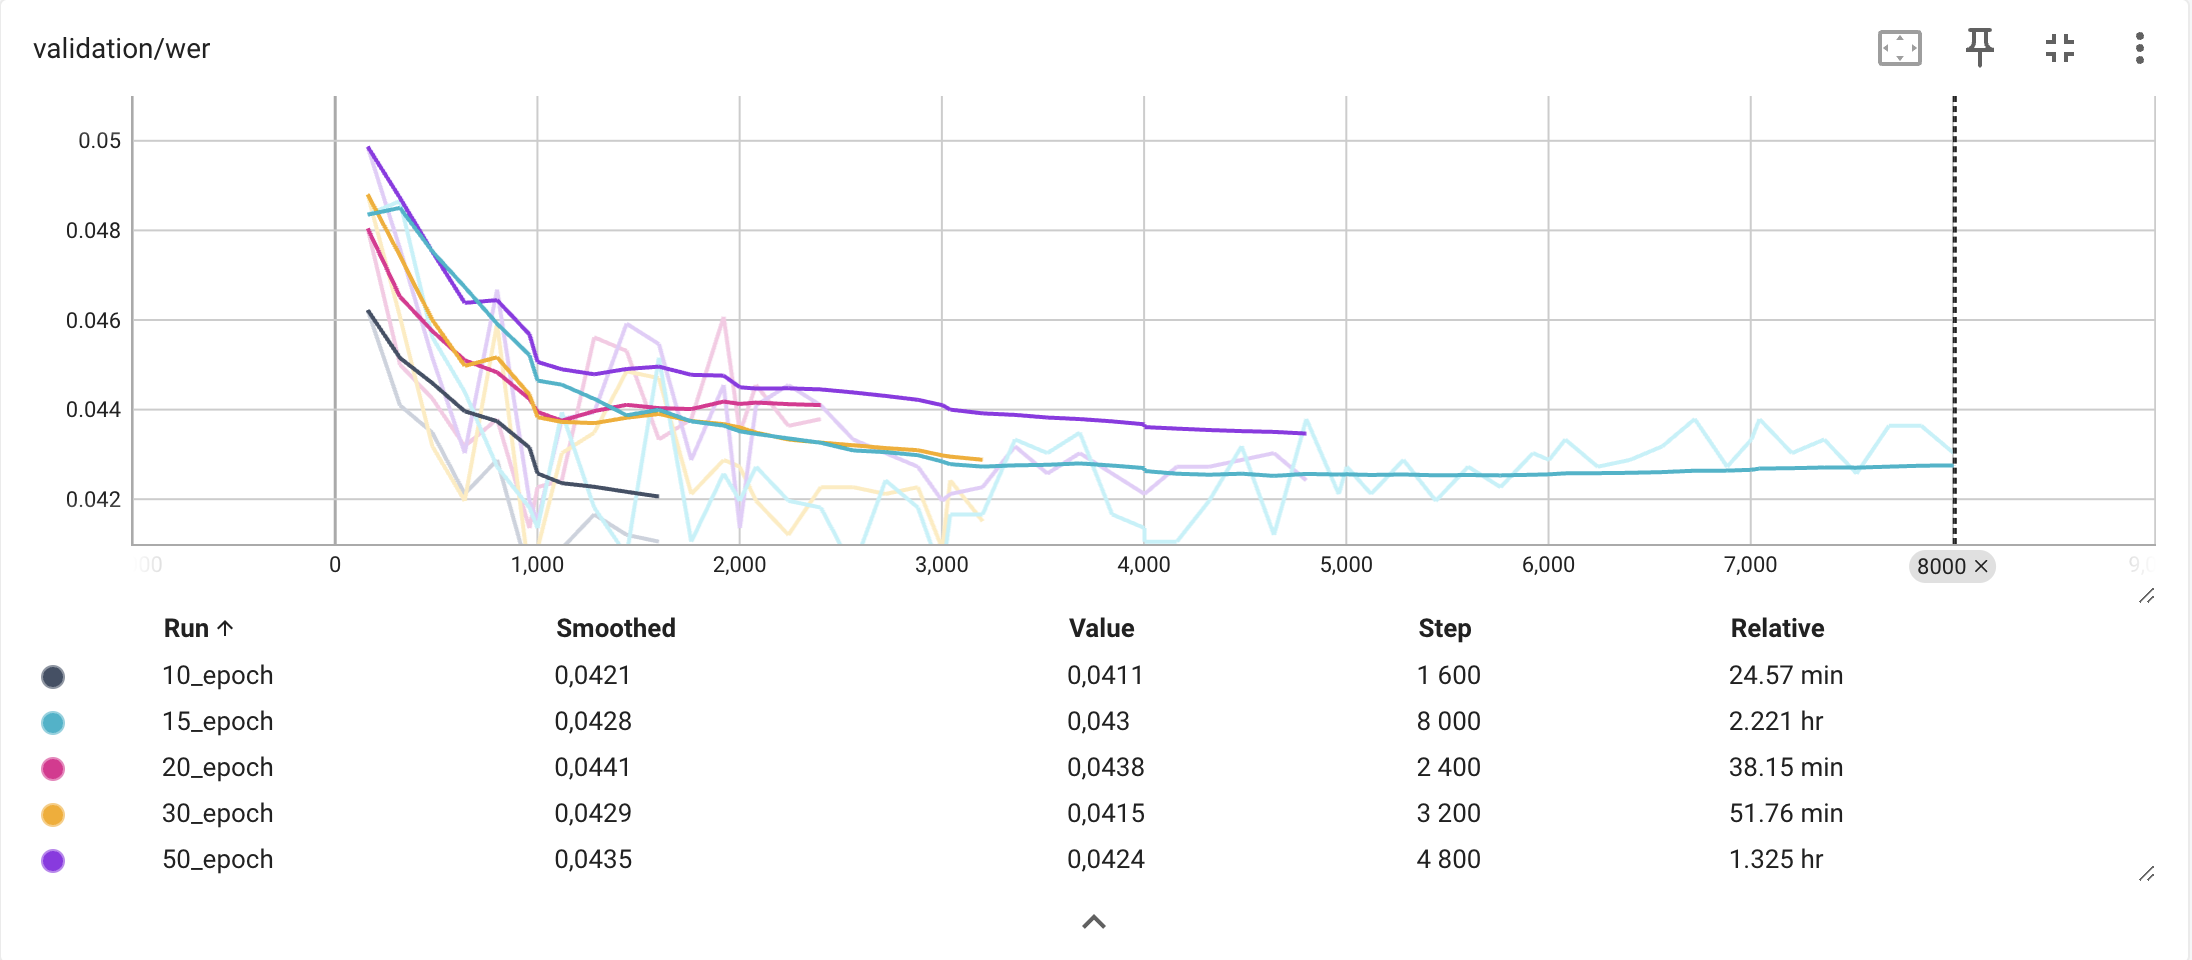 validation/wer
0.05
0.048
0.046
0.044
0.042
00 0 1,000 2,000 3,000 4,000 5,000 6,000 7,000 8000 × 9,0
Run ↑ Smoothed Value Step Relative
10_epoch 0,0421 0,0411 1 600 24.57 min
15_epoch 0,0428 0,043 8 000 2.221 hr
20_epoch 0,0441 0,0438 2 400 38.15 min
30_epoch 0,0429 0,0415 3 200 51.76 min
50_epoch 0,0435 0,0424 4 800 1.325 hr